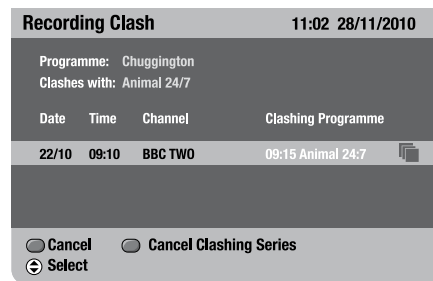 Recording Clash 11:02 28/11/2010
Programme: Chuggington
Clashes with: Animal 24/7
Date Time Channel Clashing Programme
22/10 09:10 BBC TWO 09:15 Animal 24:7
Cancel Cancel Clashing Series
Select